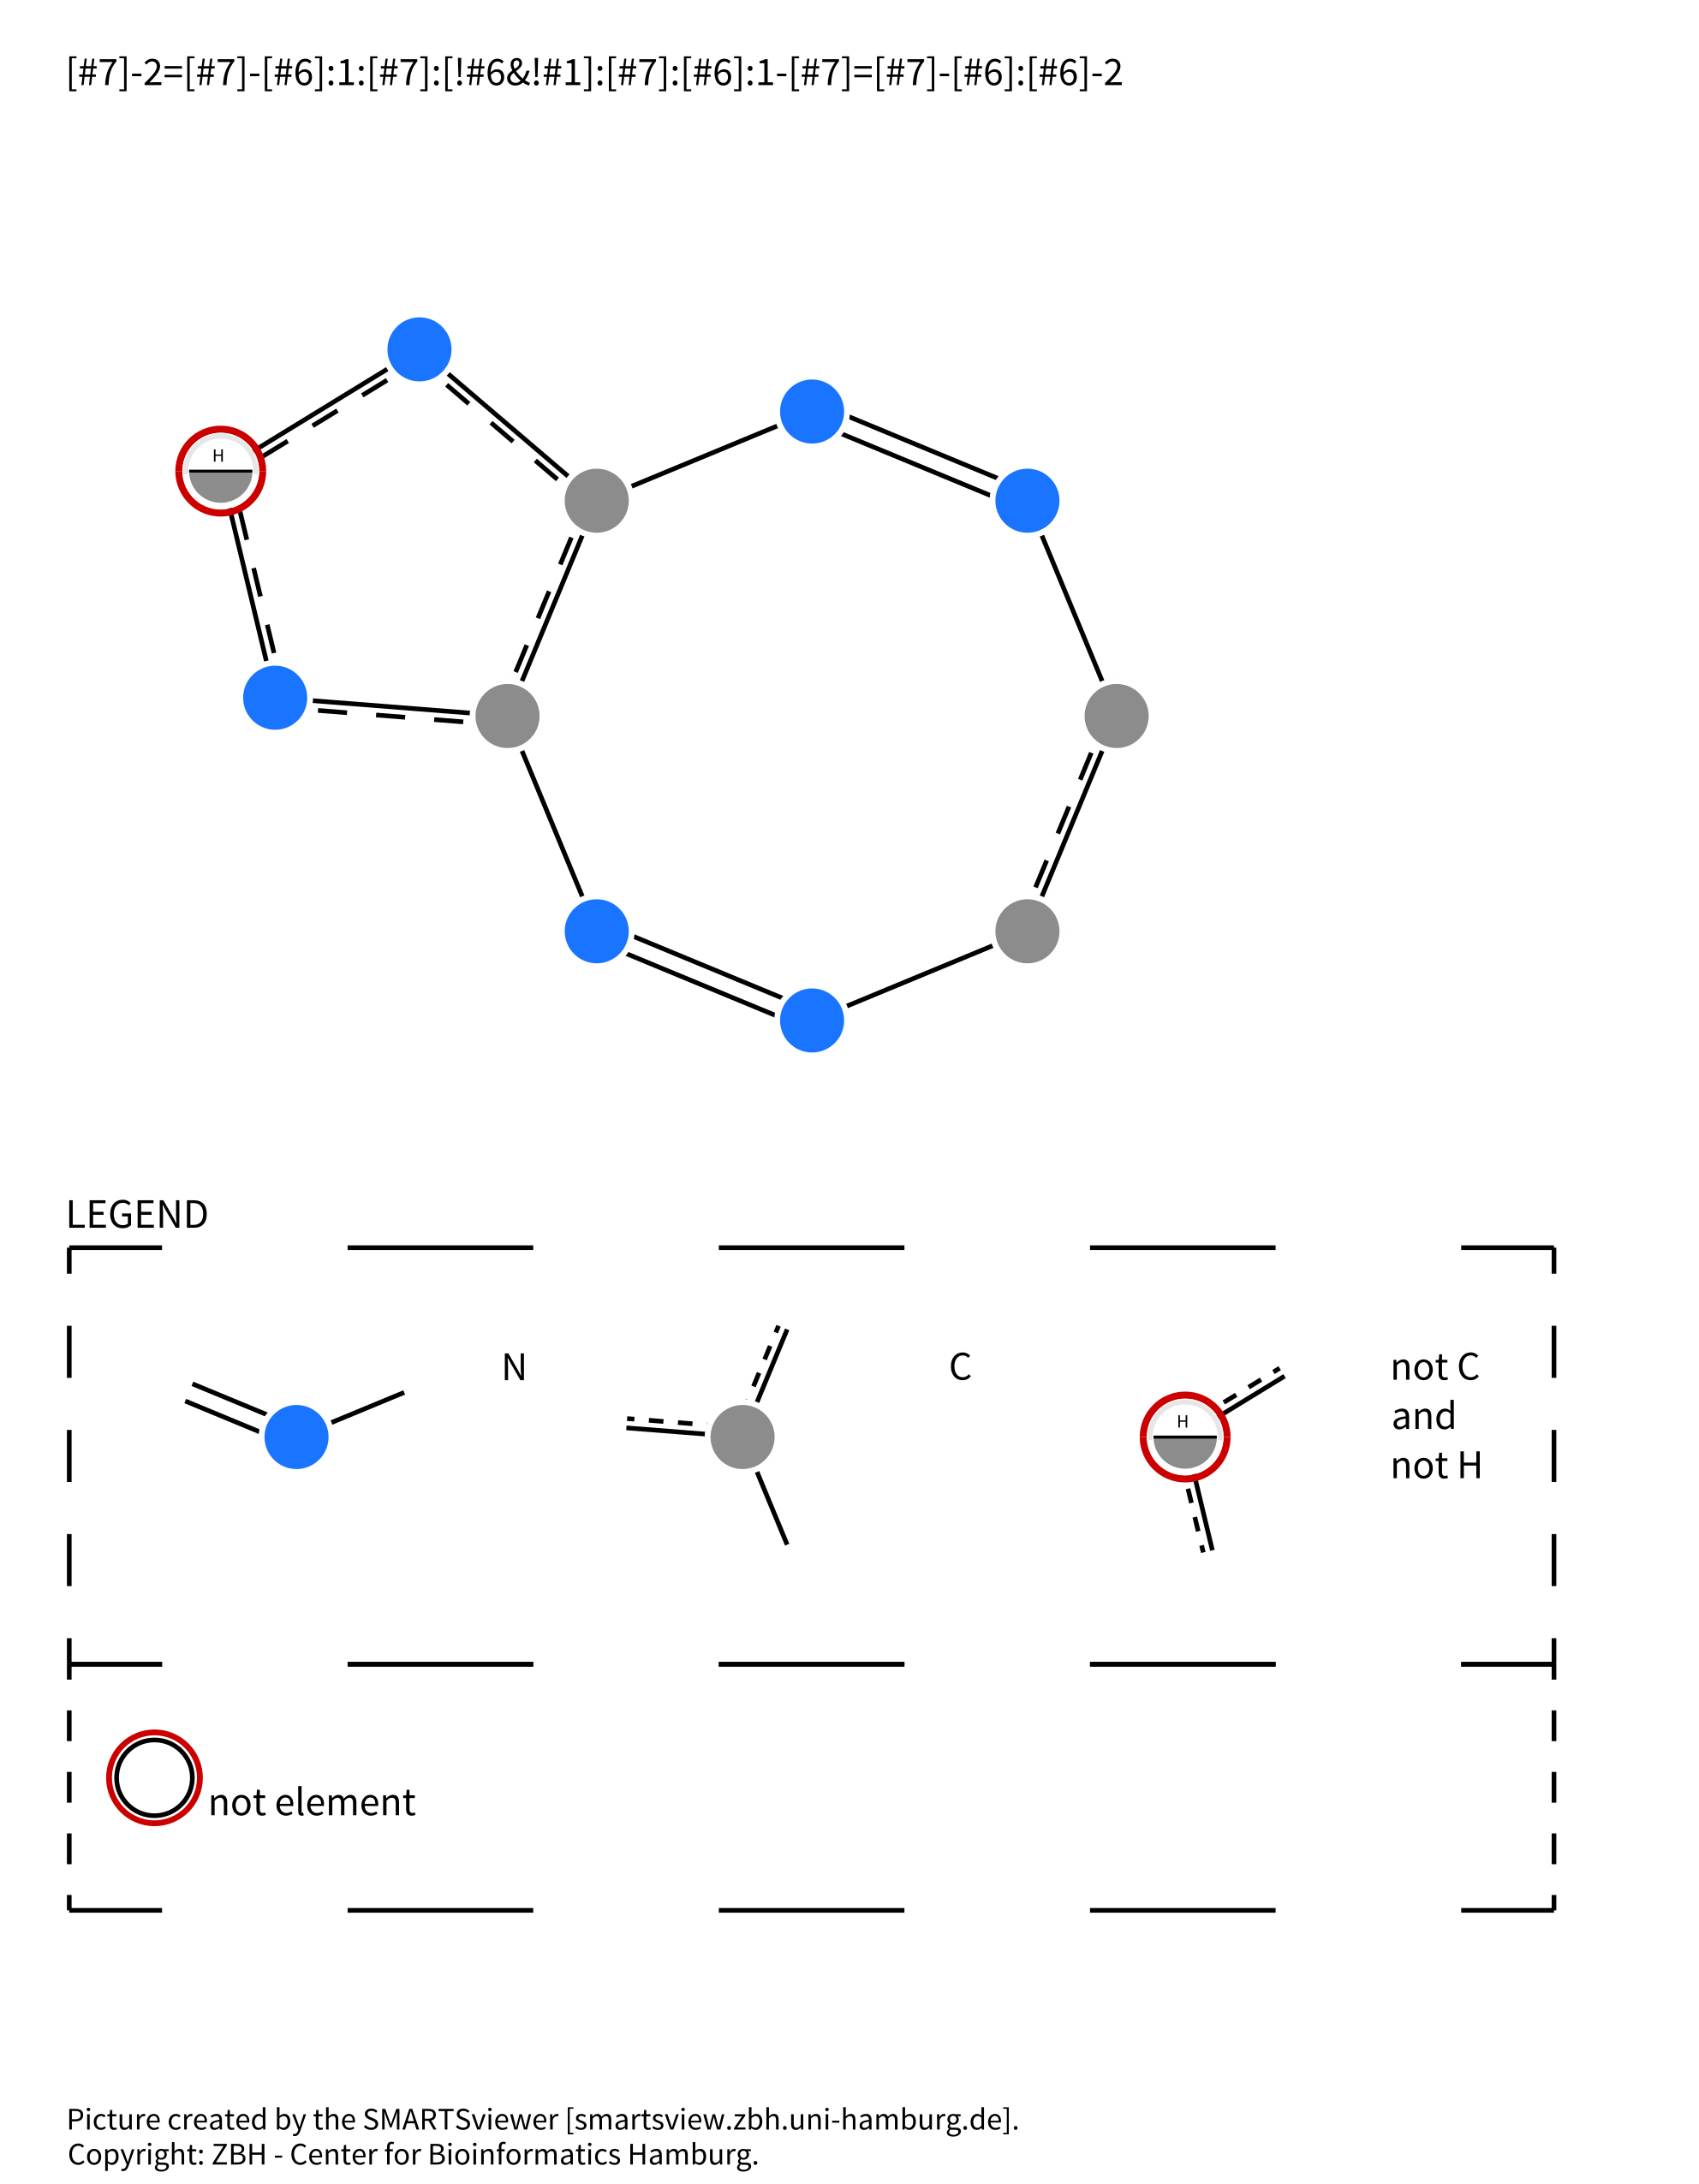 [#7]-2=[#7]-[#6]:1:[#7]:[!#6&!#1]:[#7]:[#6]:1-[#7]=[#7]-[#6]:[#6]-2
H
LEGEND
N
C
H
not C
and
not H
not element
Picture created by the SMARTSviewer [smartsview.zbh.uni-hamburg.de].
Copyright: ZBH - Center for Bioinformatics Hamburg.